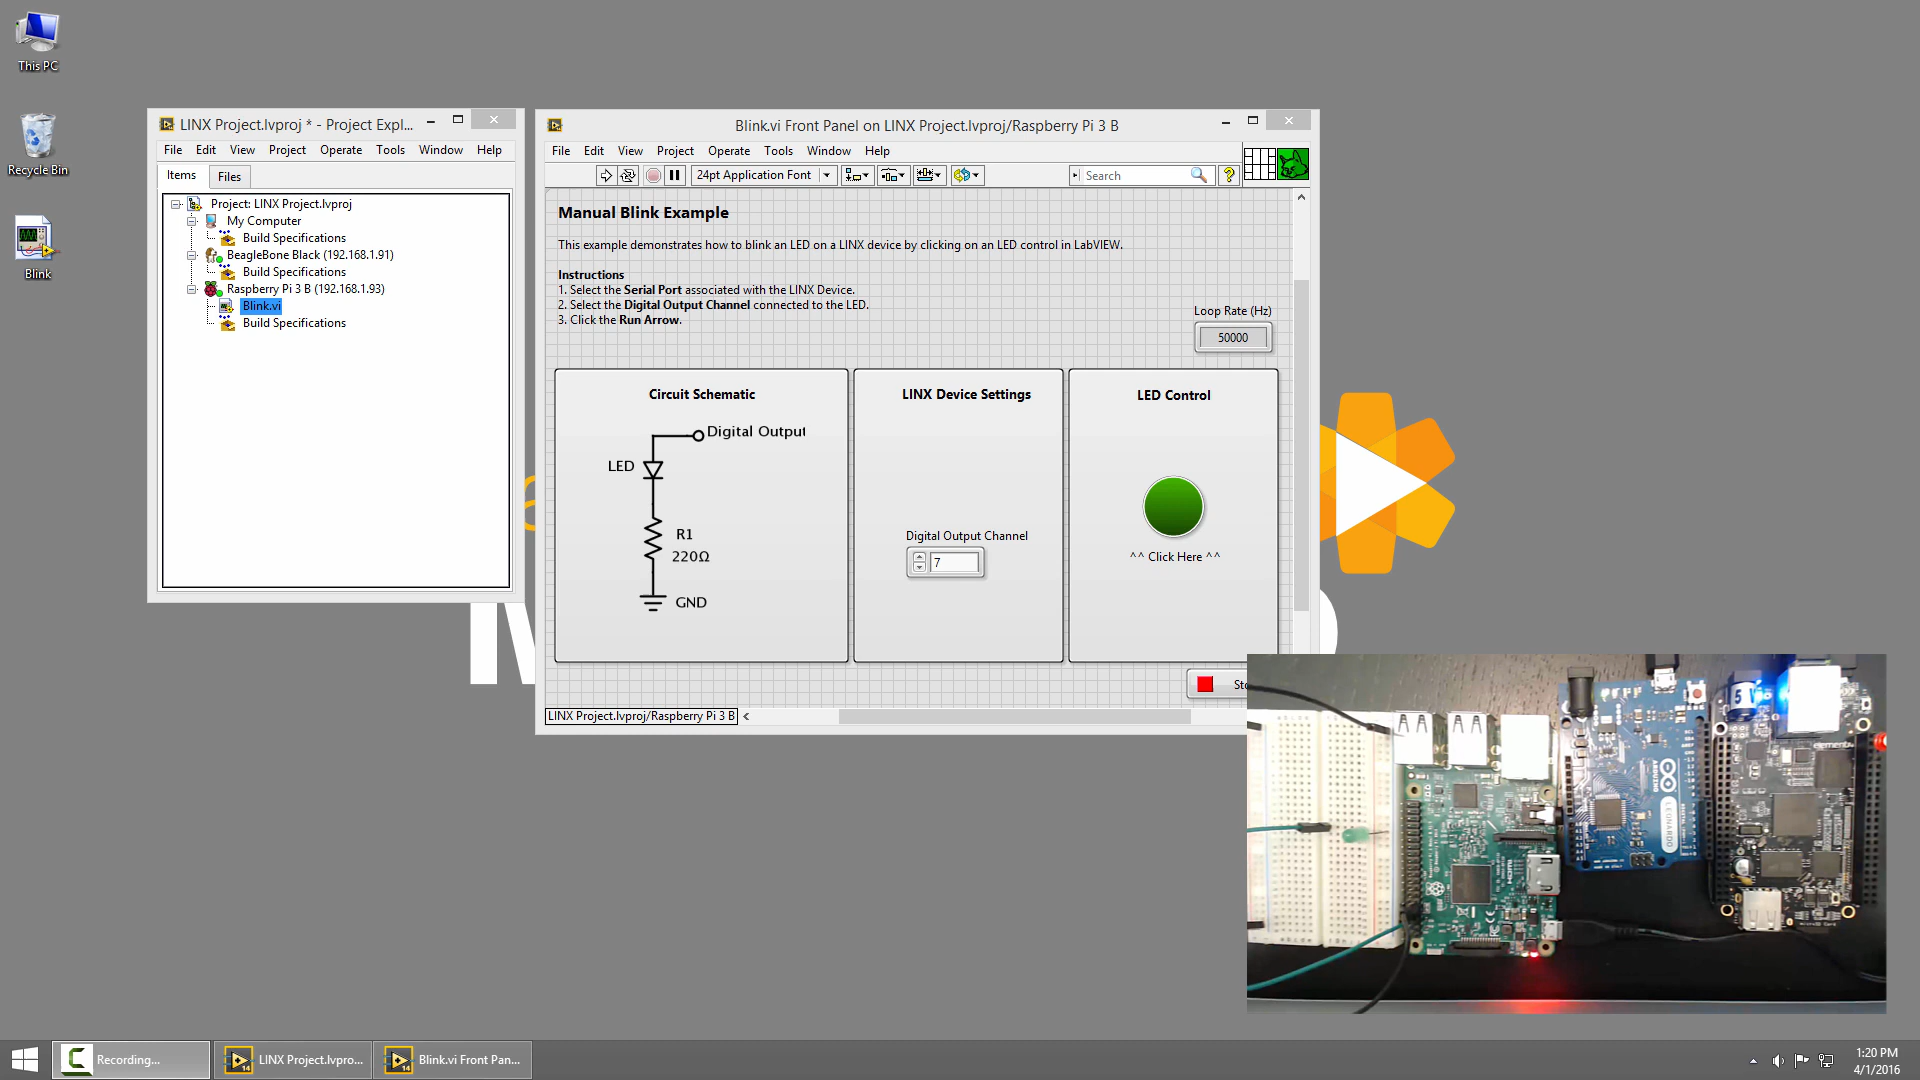 This PC
Recycle Bin
Blink
LINX Project.lvproj * - Project Expl...
File Edit View Project Operate Tools Window Help
Items Files
Project: LINX Project.lvproj
My Computer
Build Specifications
BeagleBone Black (192.168.1.91)
Build Specifications
Raspberry Pi 3 B (192.168.1.93)
Blink.vi
Build Specifications
Blink.vi Front Panel on LINX Project.lvproj/Raspberry Pi 3 B
File Edit View Project Operate Tools Window Help
24pt Application Font
Search
?
Manual Blink Example
This example demonstrates how to blink an LED on a LINX device by clicking on an LED control in LabVIEW.
Instructions
1. Select the Serial Port associated with the LINX Device.
2. Select the Digital Output Channel connected to the LED.
3. Click the Run Arrow.
Loop Rate (Hz)
50000
Circuit Schematic
Digital Output
LED
R1
220Ω
GND
LINX Device Settings
Digital Output Channel
7
LED Control
^^ Click Here ^^
LINX Project.lvproj/Raspberry Pi 3 B
5
ARDUINO
LEONARDO
HDMI
Recording...
LINX Project.lvpro...
Blink.vi Front Pan...
1:20 PM
4/1/2016